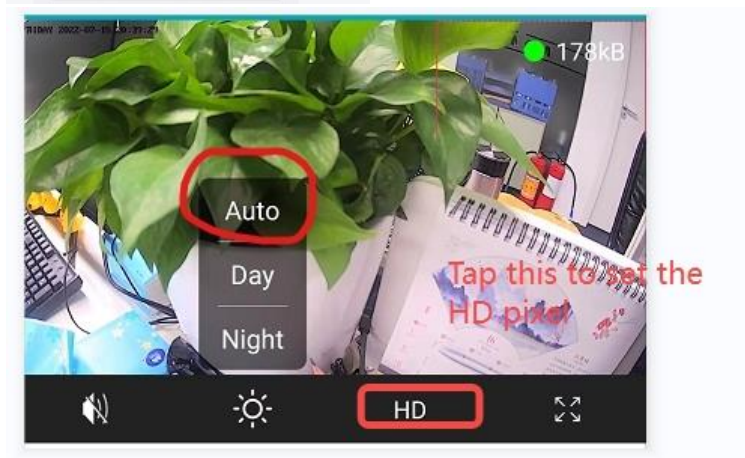 178kB
Auto
Day
Tap this to set the
HD pixel
Night
HD